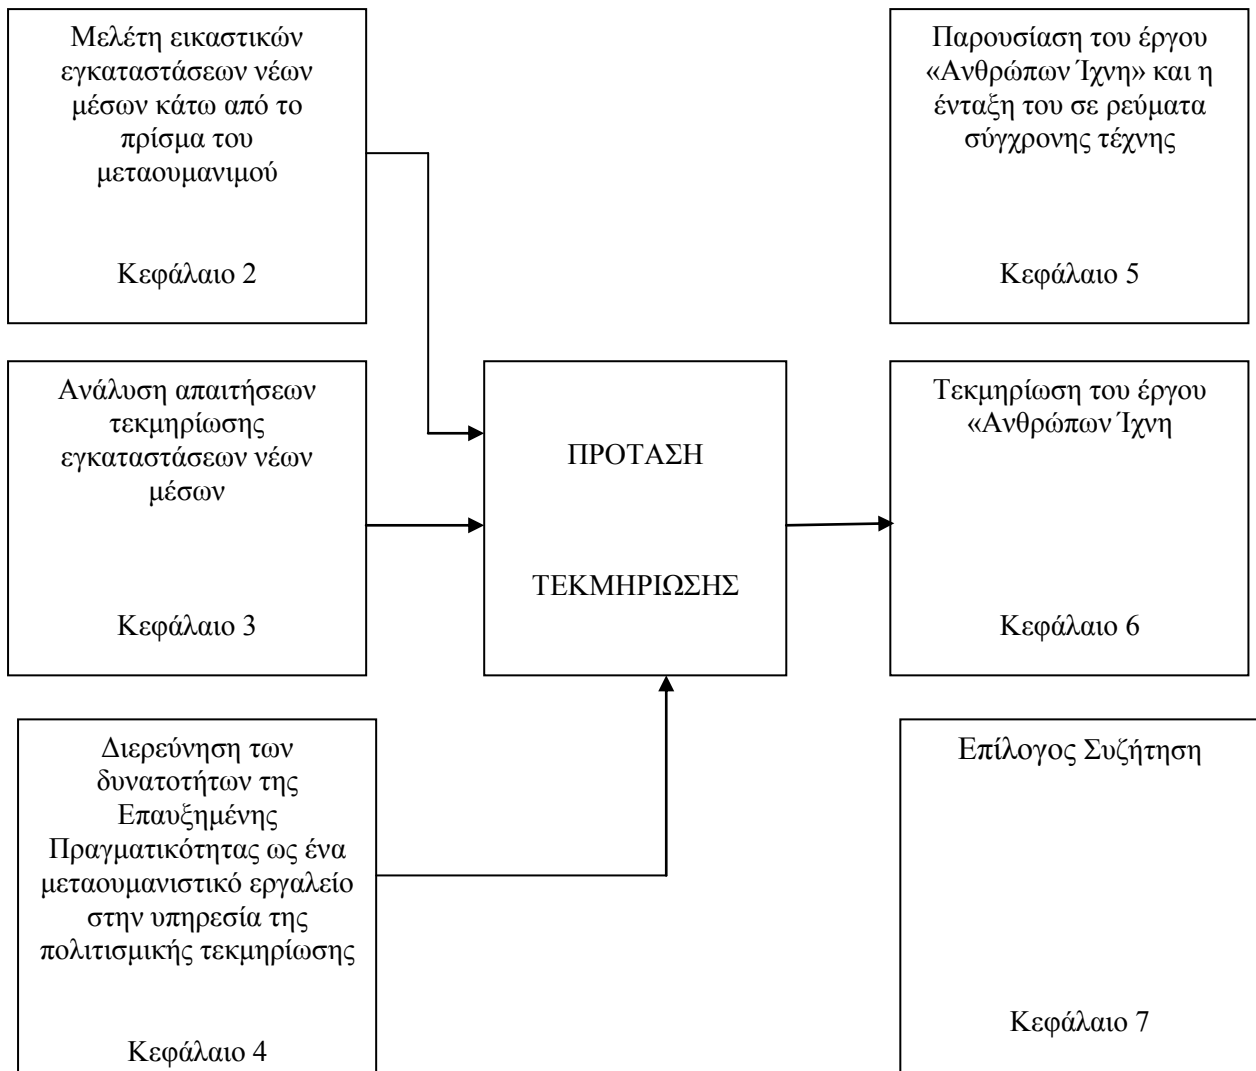 Μελέτη εικαστικών
εγκαταστάσεων νέων
μέσων κάτω από το
πρίσμα του
μεταουμανιμού
Κεφάλαιο 2
Παρουσίαση του έργου
«Ανθρώπων Ίχνη» και η
ένταξη του σε ρεύματα
σύγχρονης τέχνης
Κεφάλαιο 5
Ανάλυση απαιτήσεων
τεκμηρίωσης
εγκαταστάσεων νέων
μέσων
Κεφάλαιο 3
ΠΡΟΤΑΣΗ
ΤΕΚΜΗΡΙΩΣΗΣ
Τεκμηρίωση του έργου
«Ανθρώπων Ίχνη
Κεφάλαιο 6
Διερεύνηση των
δυνατοτήτων της
Επαυξημένης
Πραγματικότητας ως ένα
μεταουμανιστικό εργαλείο
στην υπηρεσία της
πολιτισμικής τεκμηρίωσης
Κεφάλαιο 4
Επίλογος Συζήτηση
Κεφάλαιο 7